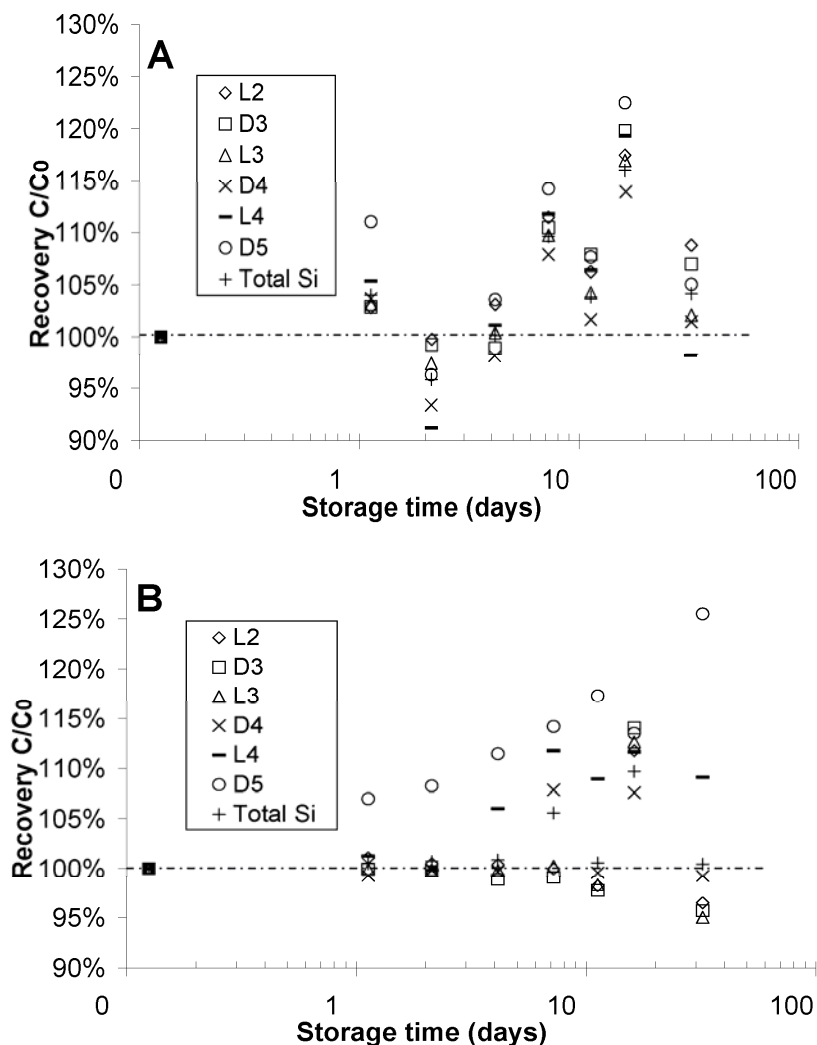 A
130%
125%
120%
115%
110%
105%
100%
95%
90%
Recovery C/C0
L2
D3
L3
D4
L4
D5
Total Si
0 1 10 100
Storage time (days)
B
130%
125%
120%
115%
110%
105%
100%
95%
90%
Recovery C/C0
L2
D3
L3
D4
L4
D5
Total Si
0 1 10 100
Storage time (days)